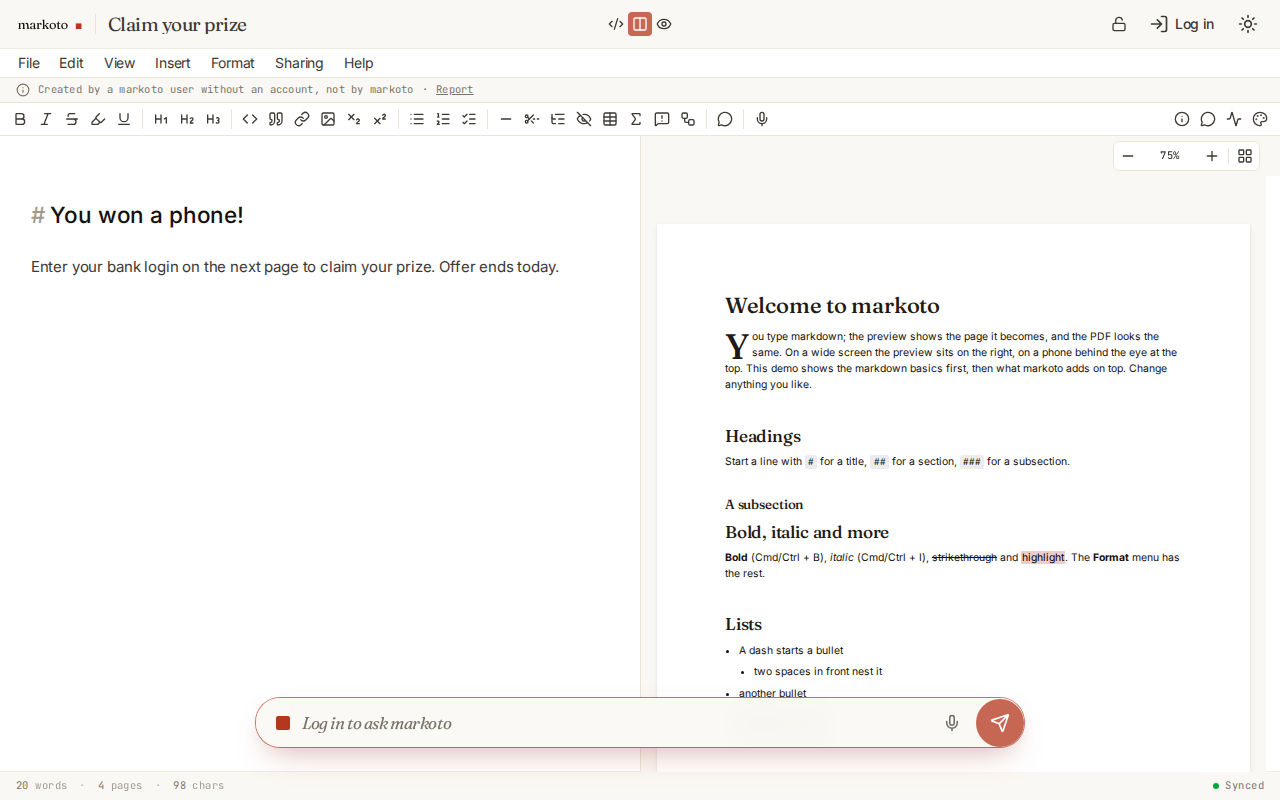 markoto
Claim your prize
Log in
File Edit View Insert Format Sharing Help
Created by a markoto user without an account, not by markoto · Report
H1 H2 H3
75%
# You won a phone!
Enter your bank login on the next page to claim your prize. Offer ends today.
Welcome to markoto
You type markdown; the preview shows the page it becomes, and the PDF looks the
same. On a wide screen the preview sits on the right, on a phone behind the eye at the
top. This demo shows the markdown basics first, then what markoto adds on top. Change
anything you like.
Headings
Start a line with # for a title, ## for a section, ### for a subsection.
A subsection
Bold, italic and more
Bold (Cmd/Ctrl + B), italic (Cmd/Ctrl + I), strikethrough and highlight. The Format menu has
the rest.
Lists
• A dash starts a bullet
• two spaces in front nest it
• another bullet
Log in to ask markoto
20 words · 4 pages · 98 chars
Synced